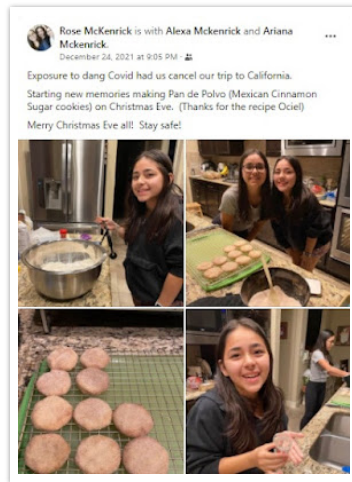 Rose McKenrick is with Alexa Mckenrick and Ariana
Mckenrick.
December 24, 2021 at 9:05 PM ·
Exposure to dang Covid had us cancel our trip to California.
Starting new memories making Pan de Polvo (Mexican Cinnamon
Sugar cookies) on Christmas Eve. (Thanks for the recipe Ociel)
Merry Christmas Eve all! Stay safe!